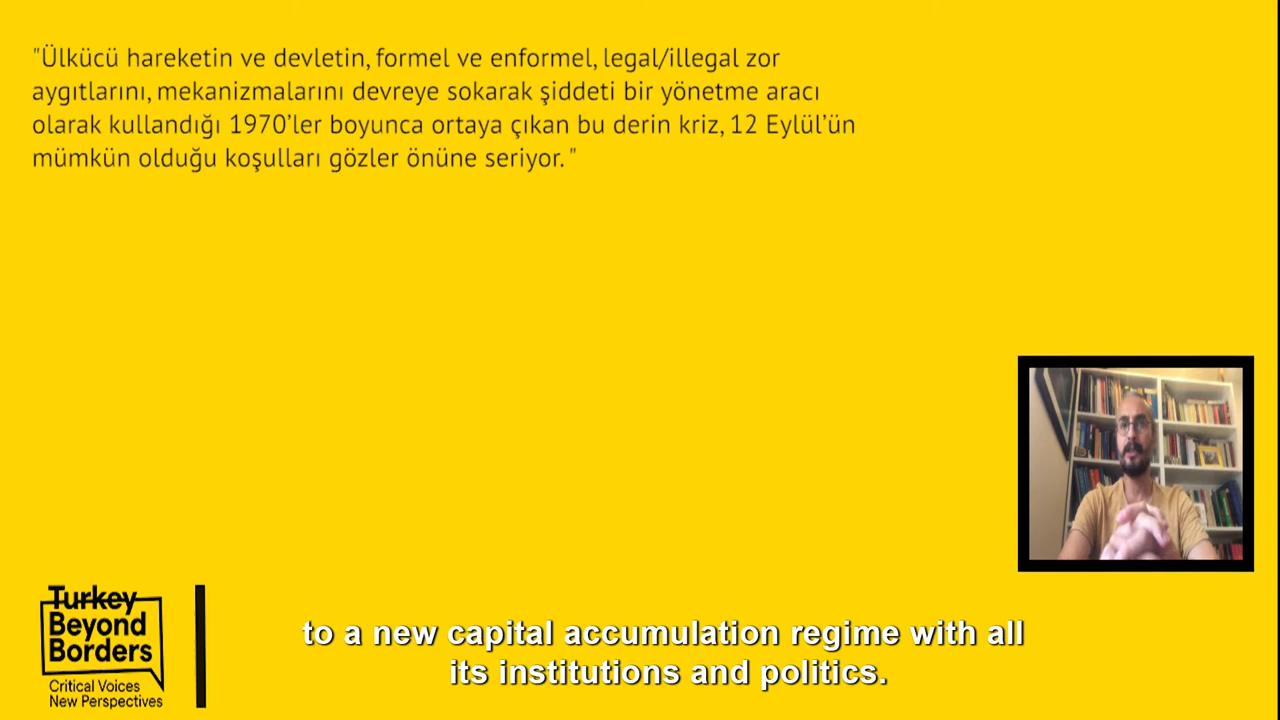 "Ülkücü hareketin ve devletin, formel ve enformel, legal/illegal zor
aygıtlarını, mekanizmalarını devreye sokarak şiddeti bir yönetme aracı
olarak kullandığı 1970’ler boyunca ortaya çıkan bu derin kriz, 12 Eylül’ün
mümkün olduğu koşulları gözler önüne seriyor. "
Turkey
Beyond
Borders
Critical Voices
New Perspectives
to a new capital accumulation regime with all
its institutions and politics.